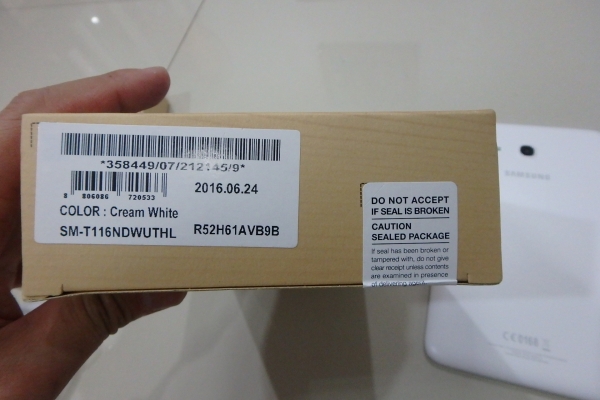 *358449/07/212145/9*
8 806086 720533
2016.06.24
COLOR : Cream White
SM-T116NDWUTHL R52H61AVB9B
DO NOT ACCEPT
IF SEAL IS BROKEN
CAUTION
SEALED PACKAGE
If seal has been broken or
tampered with, do not give
clear receipt unless contents
are examined in presence
SAMSUNG
CE0168